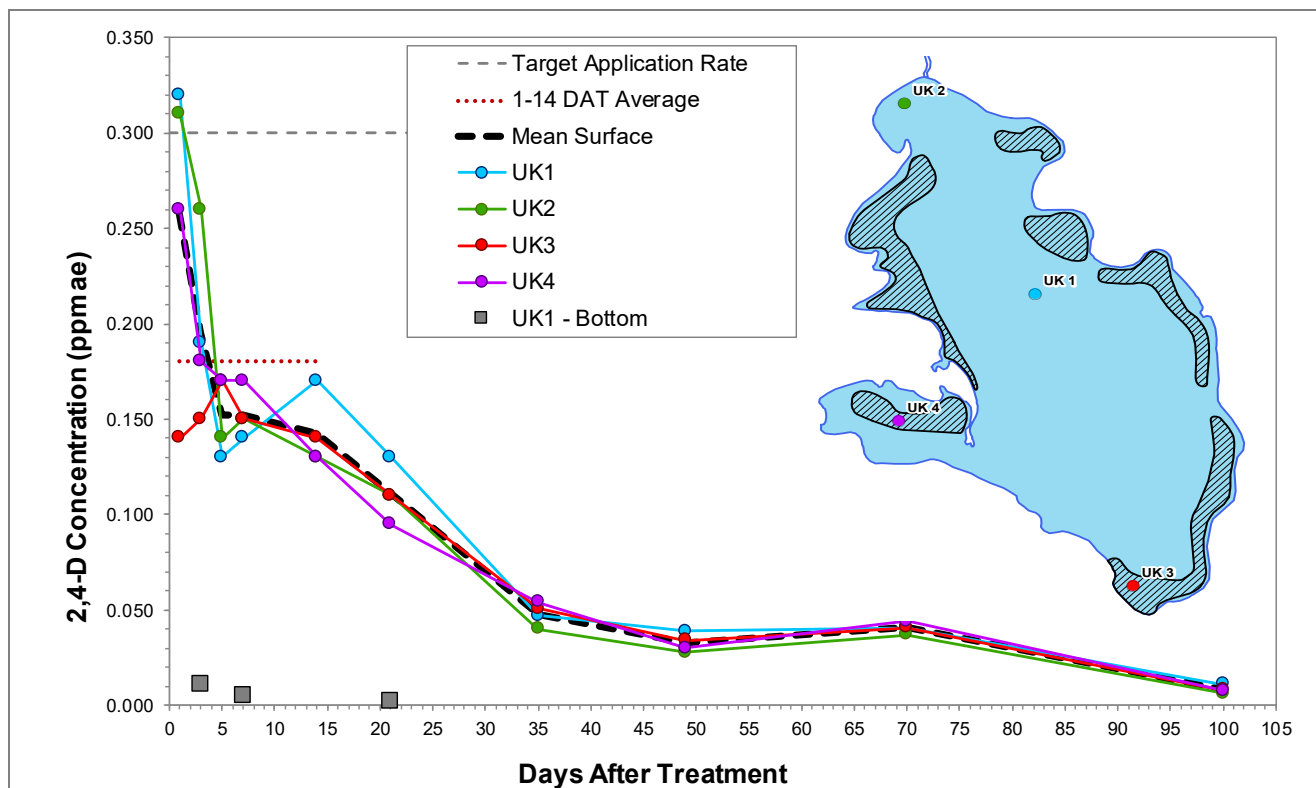 0.350
0.300
0.250
0.200
0.150
0.100
0.050
0.000
2,4-D Concentration (ppmae)
Target Application Rate
1-14 DAT Average
Mean Surface
UK1
UK2
UK3
UK4
UK1 - Bottom
UK 2
UK 1
UK 4
UK 3
0 5 10 15 20 25 30 35 40 45 50 55 60 65 70 75 80 85 90 95 100 105
Days After Treatment